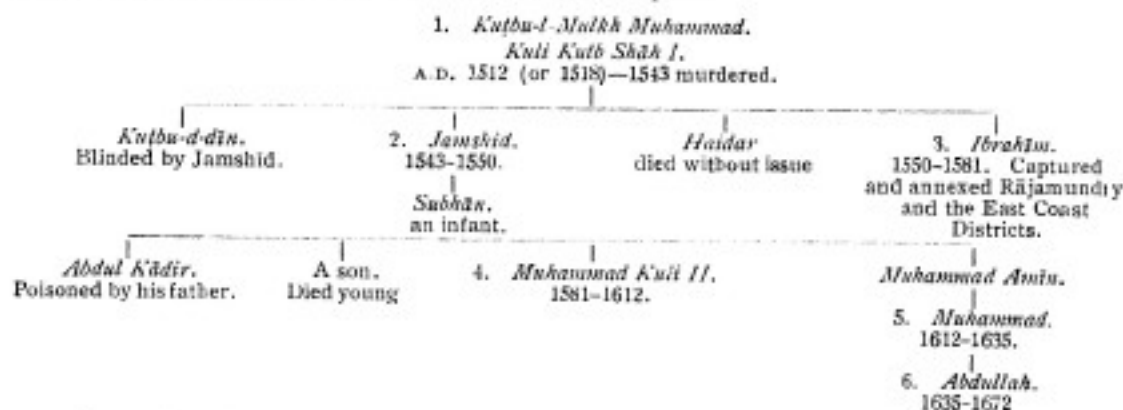 1. Kuṭbu-l-Mulkh Muhammad.
Kuli Kutb Shāh I.
A.D. 1512 (or 1518)—1543 murdered.
Kuṭbu-d-dīn.
Blinded by Jamshid.
2. Jamshid.
1543–1550.
Haidar
died without issue
3. Ibrahīm.
1550–1581. Captured
and annexed Rājamundry
and the East Coast
Districts.
Subhān.
an infant.
Abdul Kādir.
Poisoned by his father.
A son.
Died young
4. Muhammad Kuli II.
1581–1612.
Muhammad Amīn.
5. Muhammad.
1612–1635.
6. Abdullah.
1635–1672